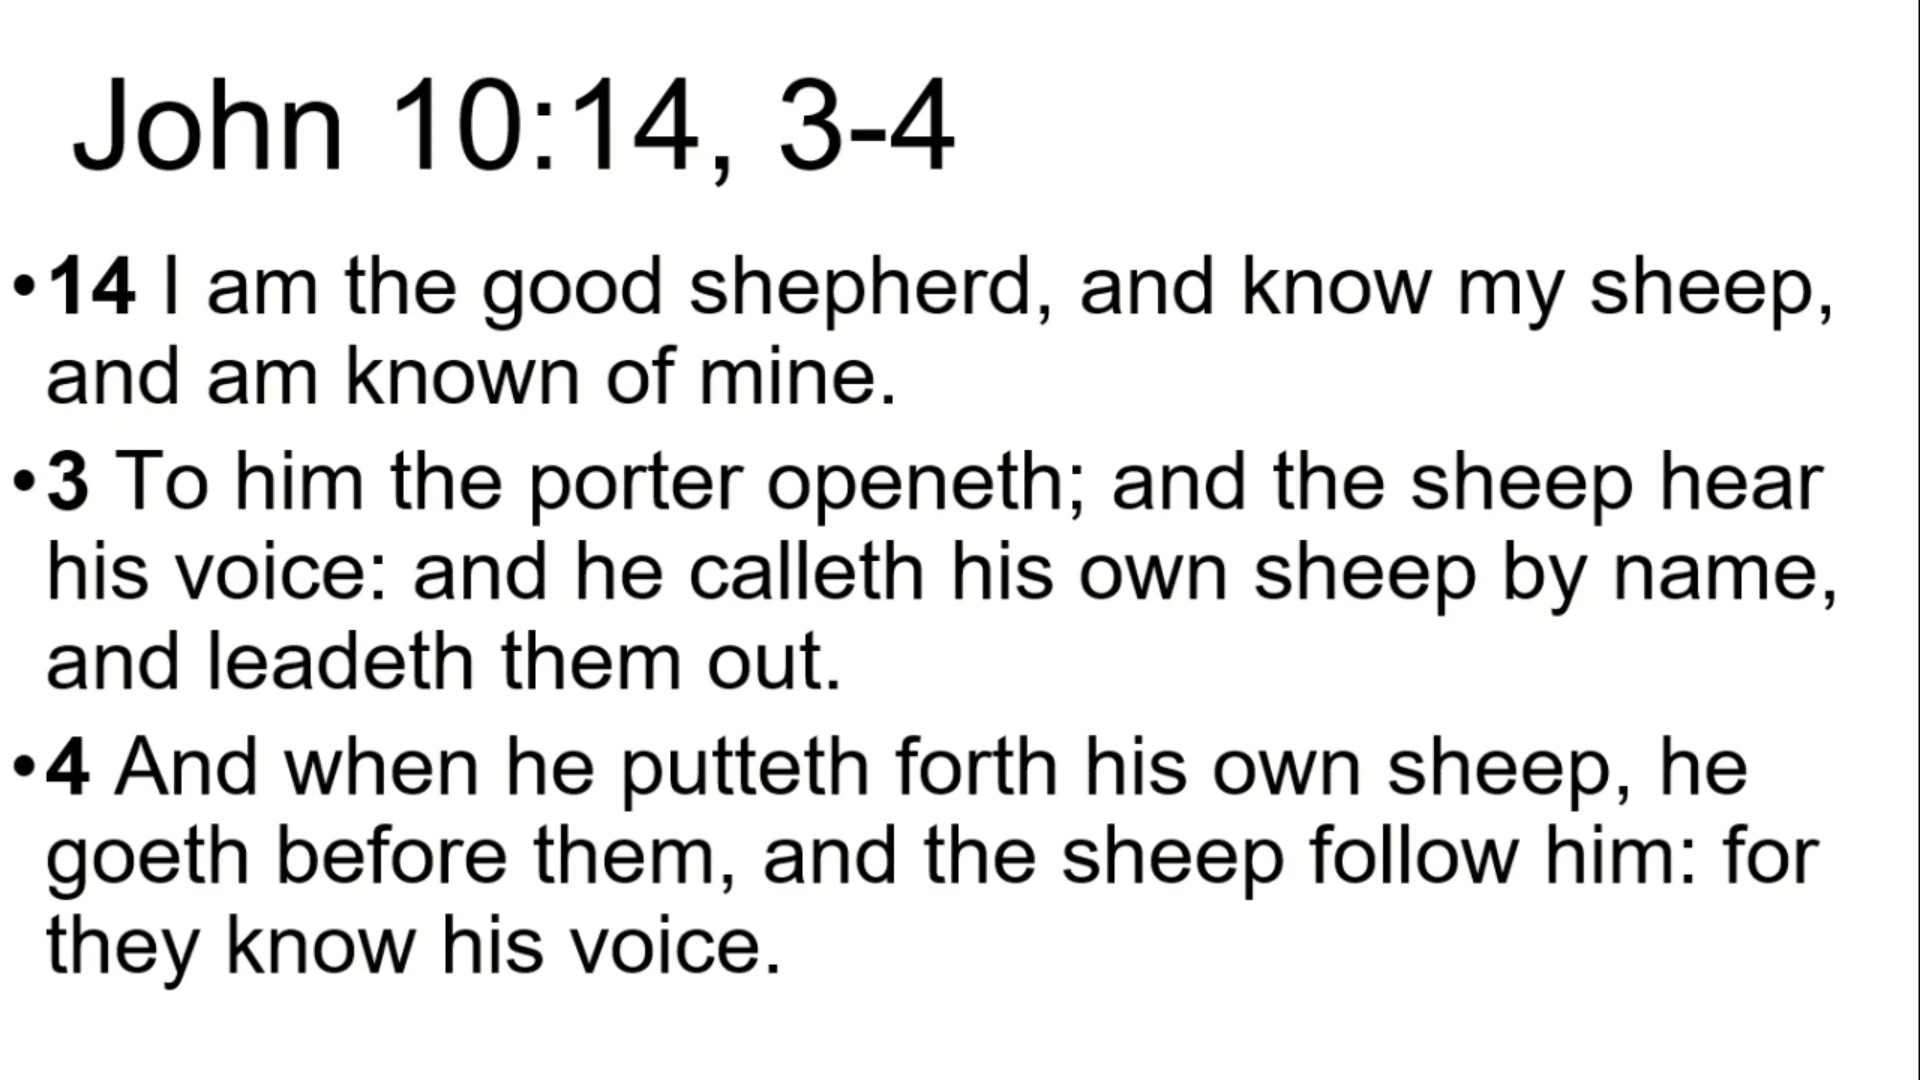 John 10:14, 3-4
•14 I am the good shepherd, and know my sheep,
and am known of mine.
•3 To him the porter openeth; and the sheep hear
his voice: and he calleth his own sheep by name,
and leadeth them out.
•4 And when he putteth forth his own sheep, he
goeth before them, and the sheep follow him: for
they know his voice.